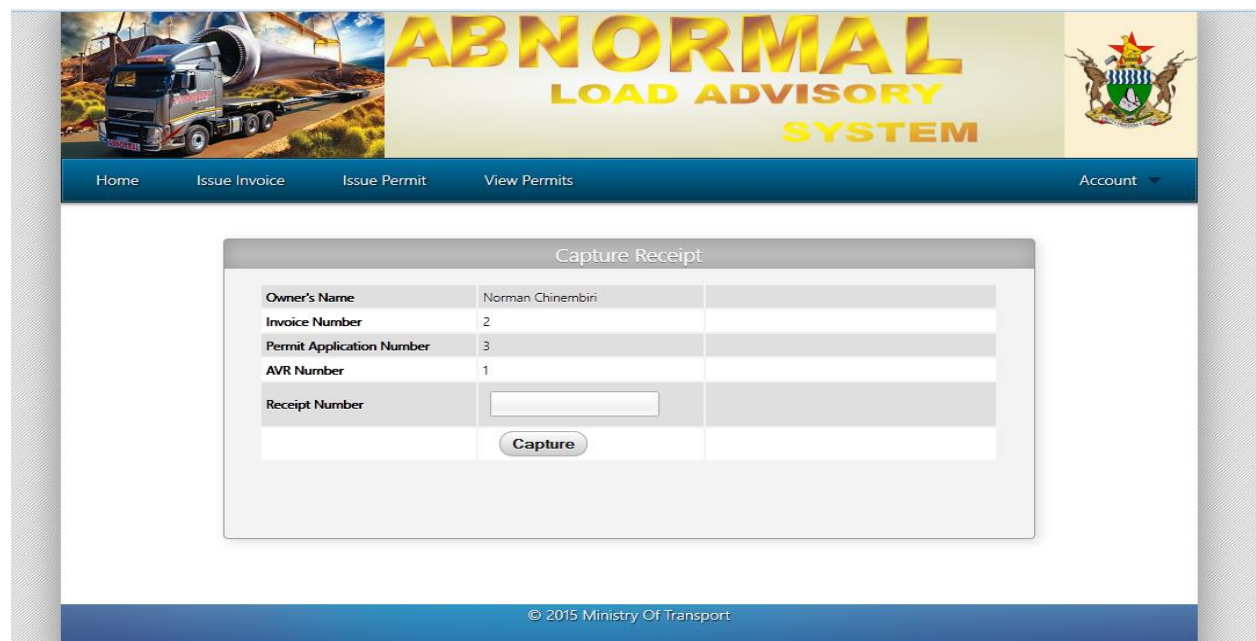 ABNORMAL
LOAD ADVISORY
SYSTEM
Home Issue Invoice Issue Permit View Permits Account
Capture Receipt
Owner's Name Norman Chinembiri
Invoice Number 2
Permit Application Number 3
AVR Number 1
Receipt Number
Capture
© 2015 Ministry Of Transport